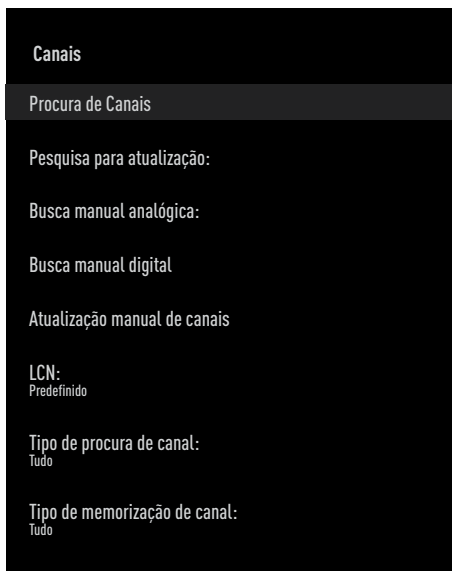 Canais
Procura de Canais
Pesquisa para atualização:
Busca manual analógica:
Busca manual digital
Atualização manual de canais
LCN:
Predefinido
Tipo de procura de canal:
Tudo
Tipo de memorização de canal:
Tudo